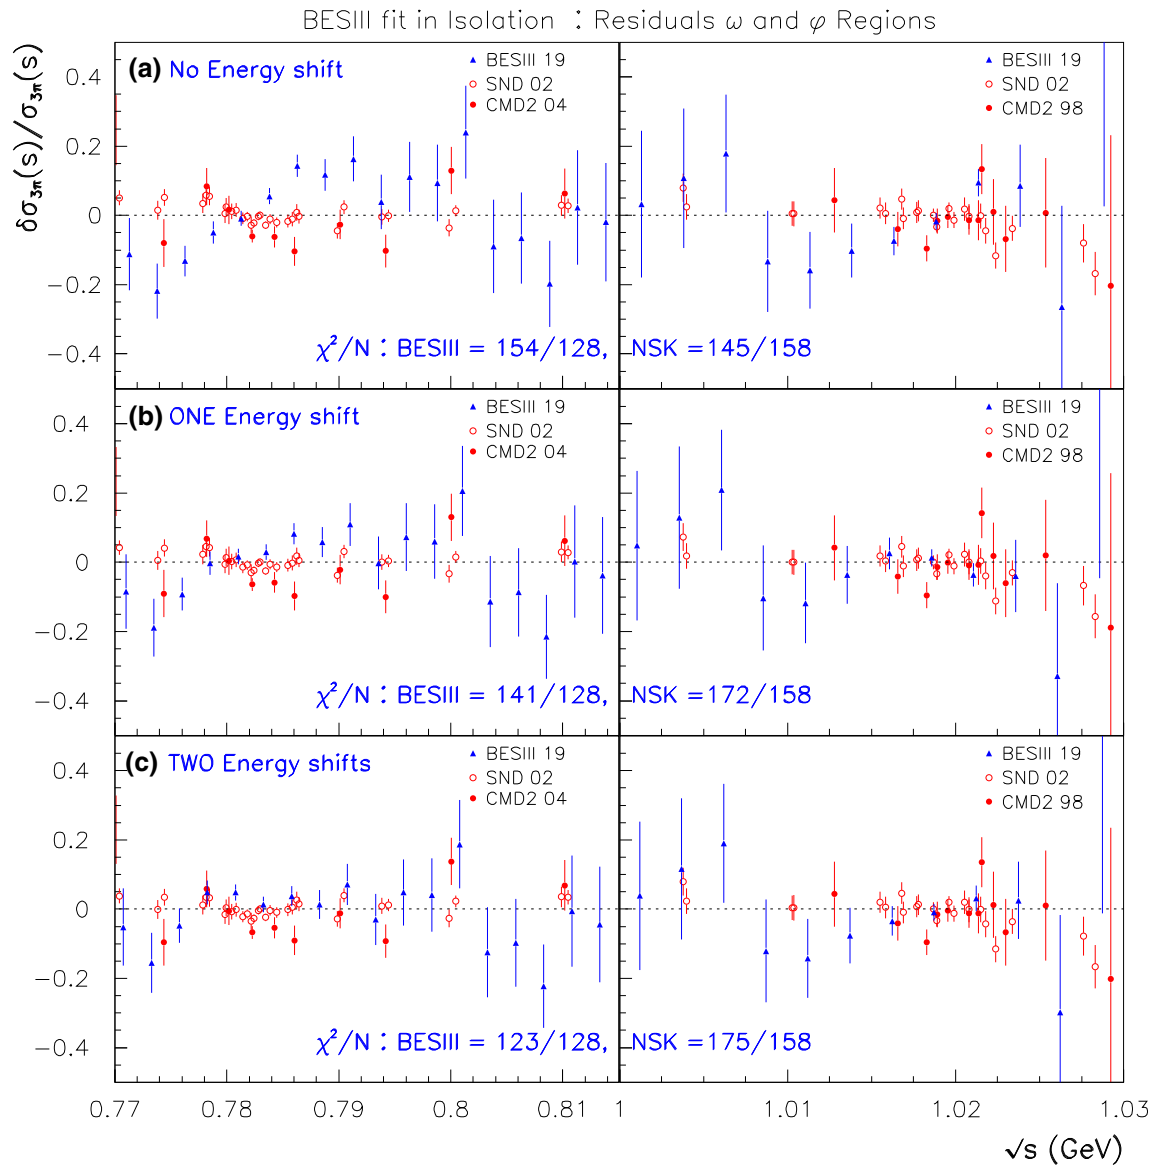 BESIII fit in Isolation : Residuals ω and φ Regions
δσ3π(s)/σ3π(s)
(a) No Energy shift
BESIII 19
SND 02
CMD2 04
BESIII 19
SND 02
CMD2 98
0.4
0.2
0
−0.2
−0.4
χ²/N : BESIII = 154/128, NSK =145/158
(b) ONE Energy shift
BESIII 19
SND 02
CMD2 04
BESIII 19
SND 02
CMD2 98
0.4
0.2
0
−0.2
−0.4
χ²/N : BESIII = 141/128, NSK =172/158
(c) TWO Energy shifts
BESIII 19
SND 02
CMD2 04
BESIII 19
SND 02
CMD2 98
0.4
0.2
0
−0.2
−0.4
χ²/N : BESIII = 123/128, NSK =175/158
0.77 0.78 0.79 0.8 0.81 1 1.01 1.02 1.03
√s (GeV)